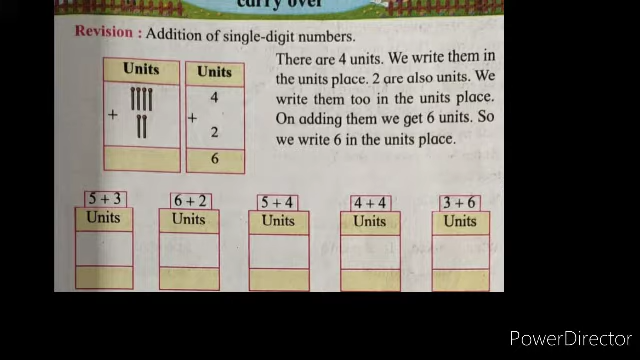 carry over
Revision : Addition of single-digit numbers.
Units Units
There are 4 units. We write them in
the units place. 2 are also units. We
write them too in the units place.
On adding them we get 6 units. So
we write 6 in the units place.
4
+ +
2
6
5 + 3 6 + 2 5 + 4 4 + 4 3 + 6
Units Units Units Units Units
PowerDirector